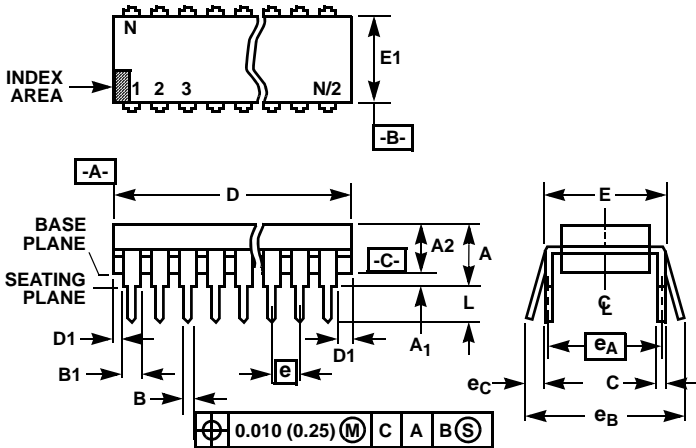 N
INDEX
AREA
1 2 3 N/2
E1
-B-
-A-
D
E
BASE
PLANE
A2
A
-C-
SEATING
PLANE
L
C
L
D1
D1
A1
eA
B1
e
eC
C
B
eB
0.010 (0.25) M C A B S